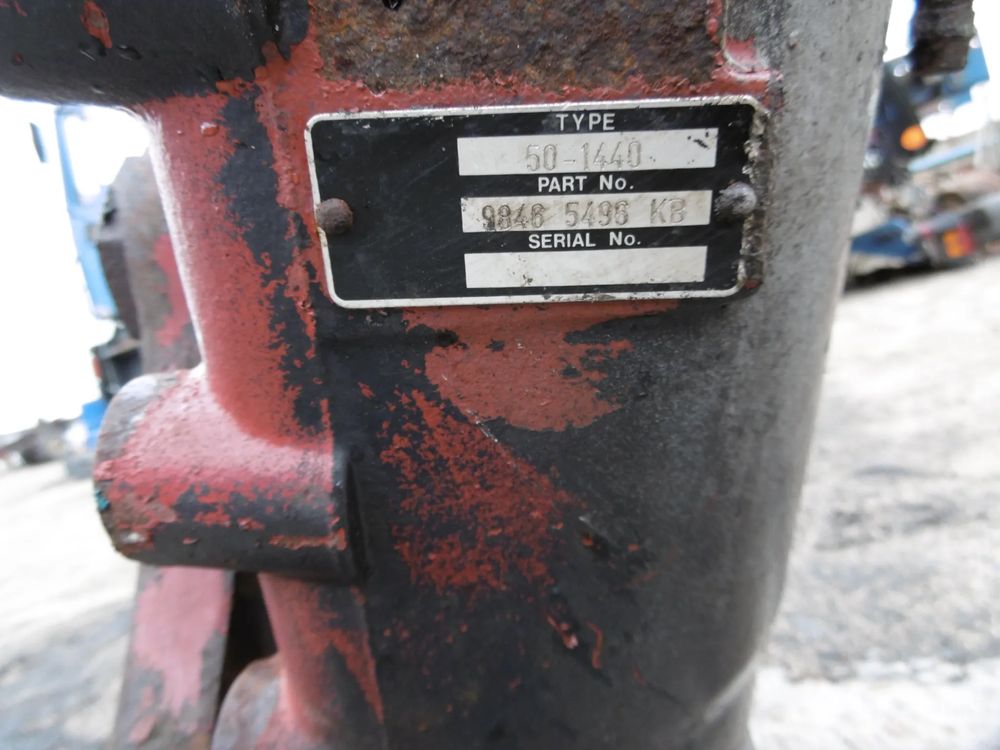 TYPE
50-1440
PART No.
9846 5496 KB
SERIAL No.